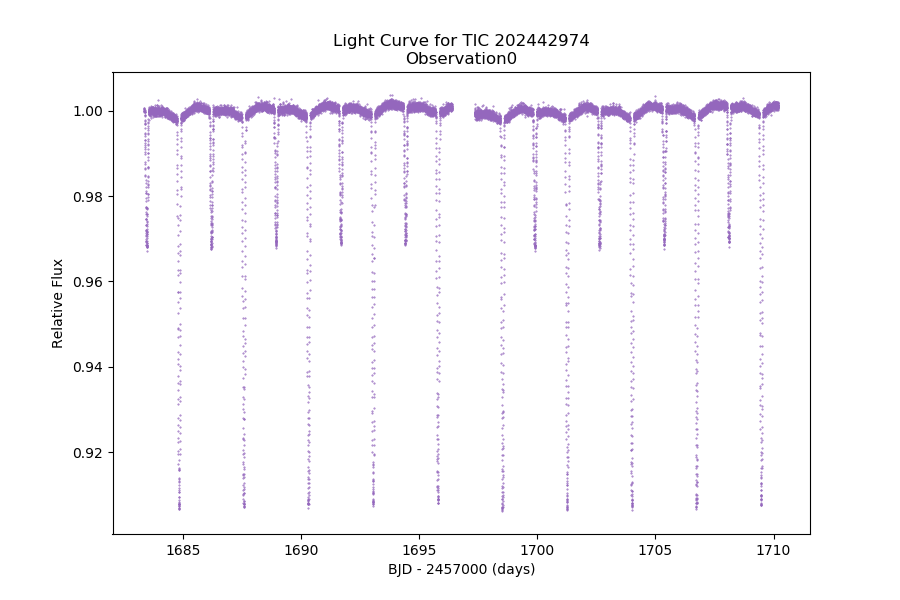 Light Curve for TIC 202442974
Observation0
1.00
0.98
0.96
0.94
0.92
Relative Flux
1685
1690
1695
1700
1705
1710
BJD - 2457000 (days)